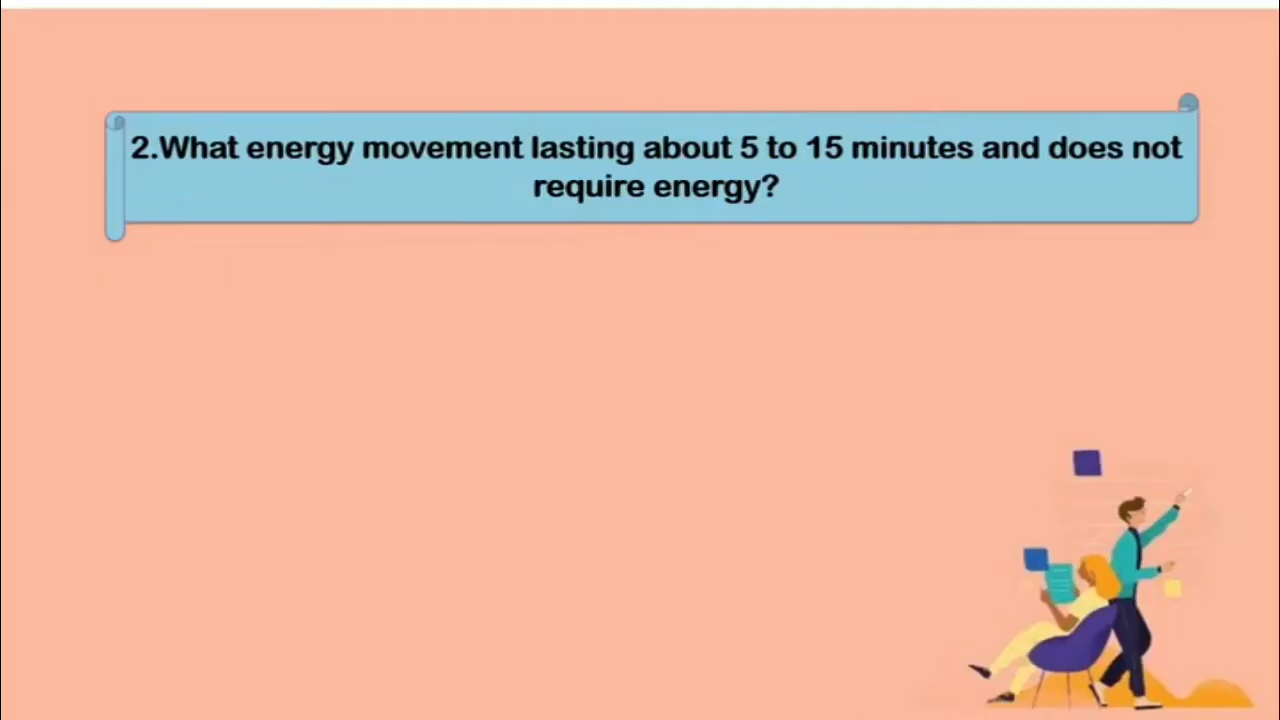 2.What energy movement lasting about 5 to 15 minutes and does not
require energy?